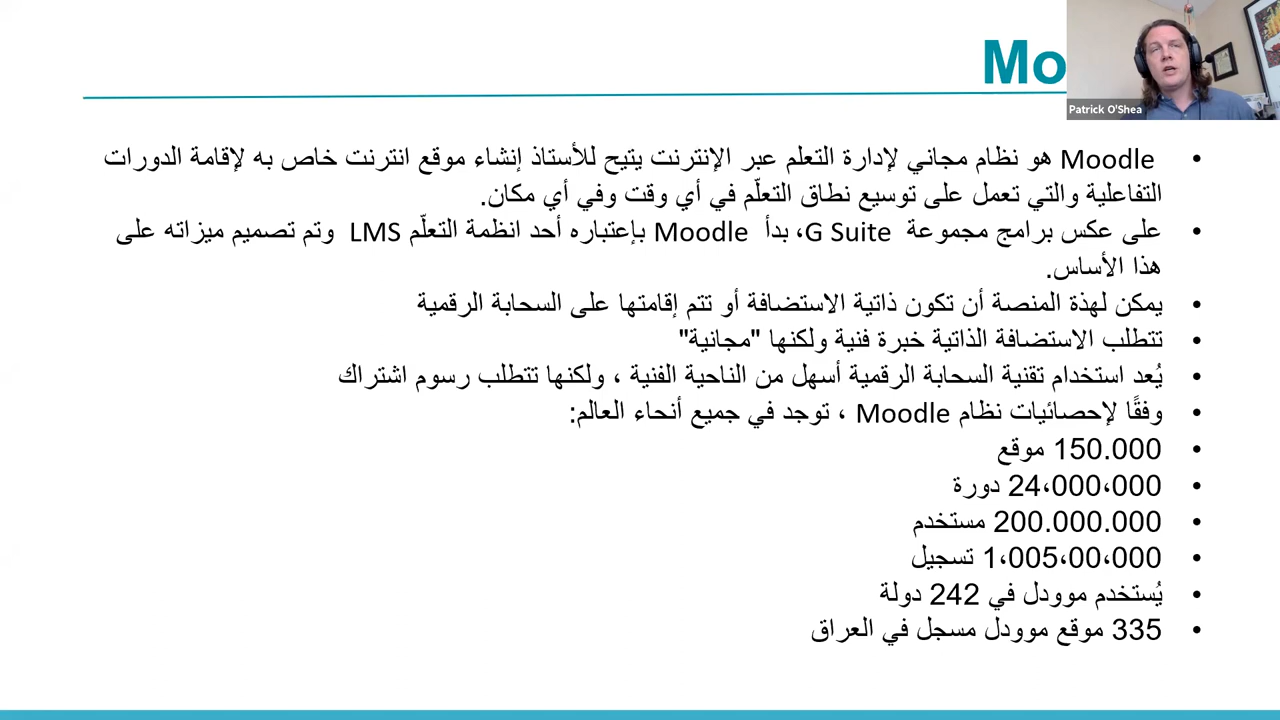 Mo
Patrick O'Shea
• Moodle هو نظام مجاني لإدارة التعلم عبر الإنترنت يتيح للأستاذ إنشاء موقع انترنت خاص به لإقامة الدورات
التفاعلية والتي تعمل على توسيع نطاق التعلّم في أي وقت وفي أي مكان.
• على عكس برامج مجموعة G Suite، بدأ Moodle بإعتباره أحد انظمة التعلّم LMS وتم تصميم ميزاته على
هذا الأساس.
• يمكن لهذة المنصة أن تكون ذاتية الاستضافة أو تتم إقامتها على السحابة الرقمية
• تتطلب الاستضافة الذاتية خبرة فنية ولكنها "مجانية"
• يُعد استخدام تقنية السحابة الرقمية أسهل من الناحية الفنية ، ولكنها تتطلب رسوم اشتراك
• وفقًا لإحصائيات نظام Moodle ، توجد في جميع أنحاء العالم:
• 150.000 موقع
• 24،000،000 دورة
• 200.000.000 مستخدم
• 1،005،00،000 تسجيل
• يُستخدم موودل في 242 دولة
• 335 موقع موودل مسجل في العراق